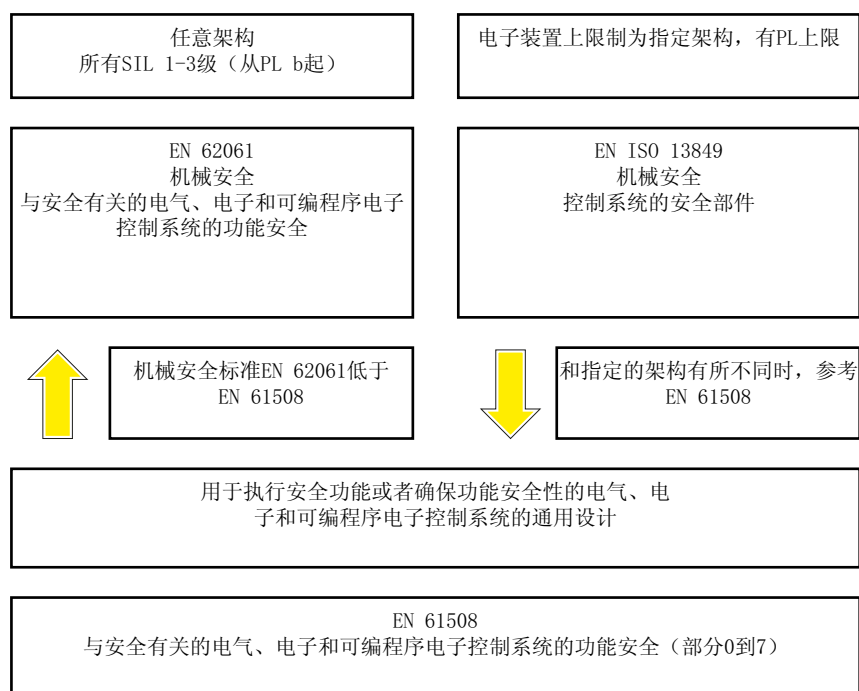 任意架构
所有SIL 1-3级（从PL b起）
电子装置上限制为指定架构，有PL上限
EN 62061
机械安全
与安全有关的电气、电子和可编程序电子
控制系统的功能安全
EN ISO 13849
机械安全
控制系统的安全部件
机械安全标准EN 62061低于
EN 61508
和指定的架构有所不同时，参考
EN 61508
用于执行安全功能或者确保功能安全性的电气、电
子和可编程序电子控制系统的通用设计
EN 61508
与安全有关的电气、电子和可编程序电子控制系统的功能安全（部分0到7）